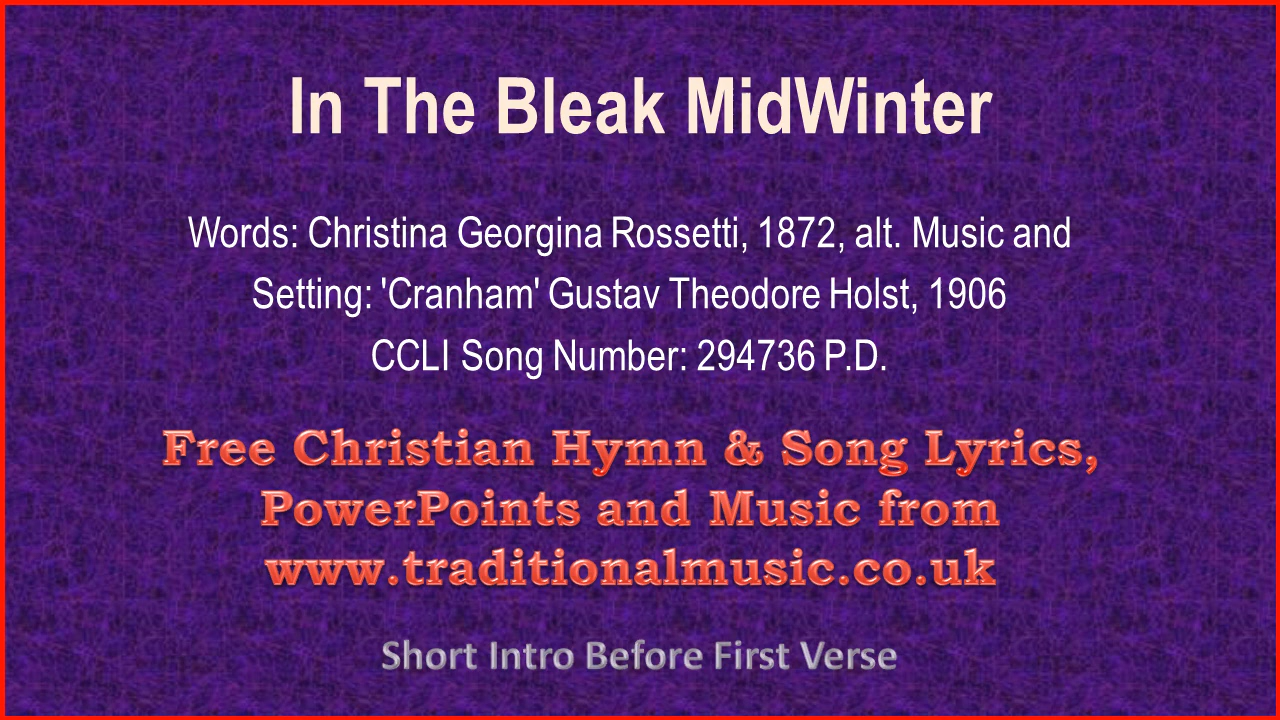 In The Bleak MidWinter
Words: Christina Georgina Rossetti, 1872, alt. Music and
Setting: 'Cranham' Gustav Theodore Holst, 1906
CCLI Song Number: 294736 P.D.
Free Christian Hymn & Song Lyrics,
PowerPoints and Music from
www.traditionalmusic.co.uk
Short Intro Before First Verse